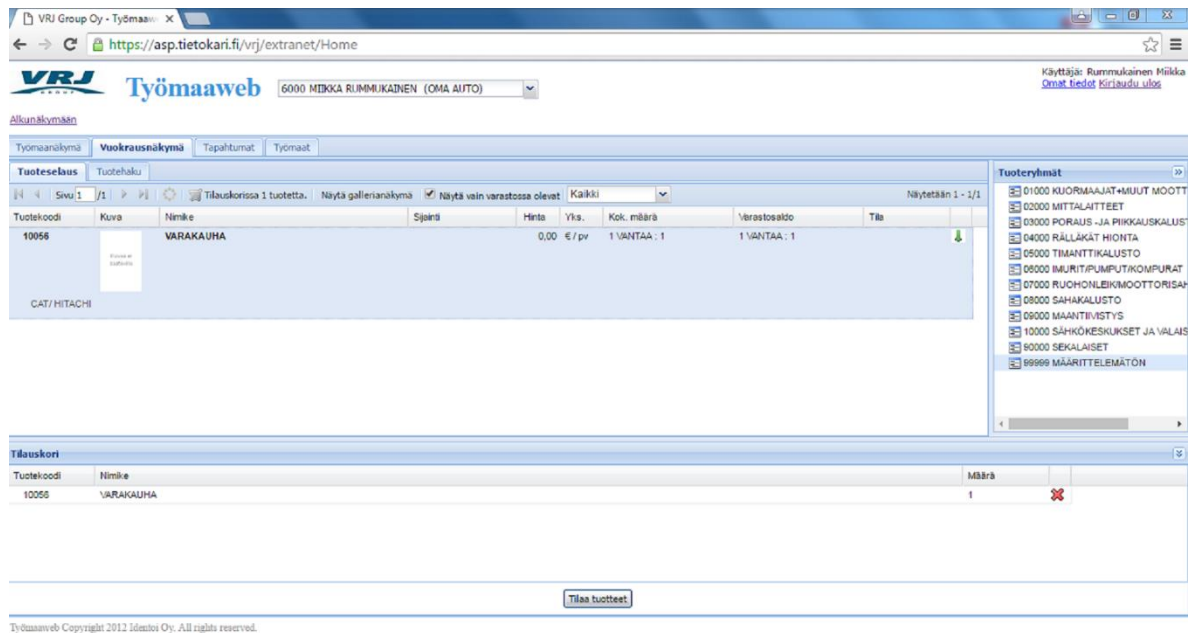 VRJ Group Oy - Työmaaw
https://asp.tietokari.fi/vrj/extranet/Home
VRJ
GROUP
Työmaaweb
6000 MIIKKA RUMMUKAINEN (OMA AUTO)
Käyttäjä: Rummukainen Miikka
Omat tiedot Kirjaudu ulos
Alkunäkymään
Työmaanäkymä Vuokrausnäkymä Tapahtumat Työmaat
Tuoteselaus Tuotehaku
Sivu 1 /1 Tilauskorissa 1 tuotetta. Näytä gallerianäkymä Näytä vain varastossa olevat Kaikki Näytetään 1 - 1/1
Tuotekoodi Kuva Nimike Sijainti Hinta Yks. Kok. määrä Varastosaldo Tila
10056 VARAKAUHA 0,00 €/ pv 1 VANTAA : 1 1 VANTAA : 1
CAT/ HITACHI
Tuoteryhmät
01000 KUORMAAJAT+MUUT MOOTT
02000 MITTALAITTEET
03000 PORAUS -JA PIIKKAUSKALUST
04000 RÄLLÄKÄT HIONTA
05000 TIMANTTIKALUSTO
06000 IMURIT/PUMPUT/KOMPURAT
07000 RUOHONLEIK/MOOTTORISAH
08000 SAHAKALUSTO
09000 MAANTIIVISTYS
10000 SÄHKÖKESKUKSET JA VALAIS
90000 SEKALAISET
99999 MÄÄRITTELEMÄTÖN
Tilauskori
Tuotekoodi Nimike Määrä
10056 VARAKAUHA 1
Tilaa tuotteet
Työmaaweb Copyright 2012 Identoi Oy. All rights reserved.